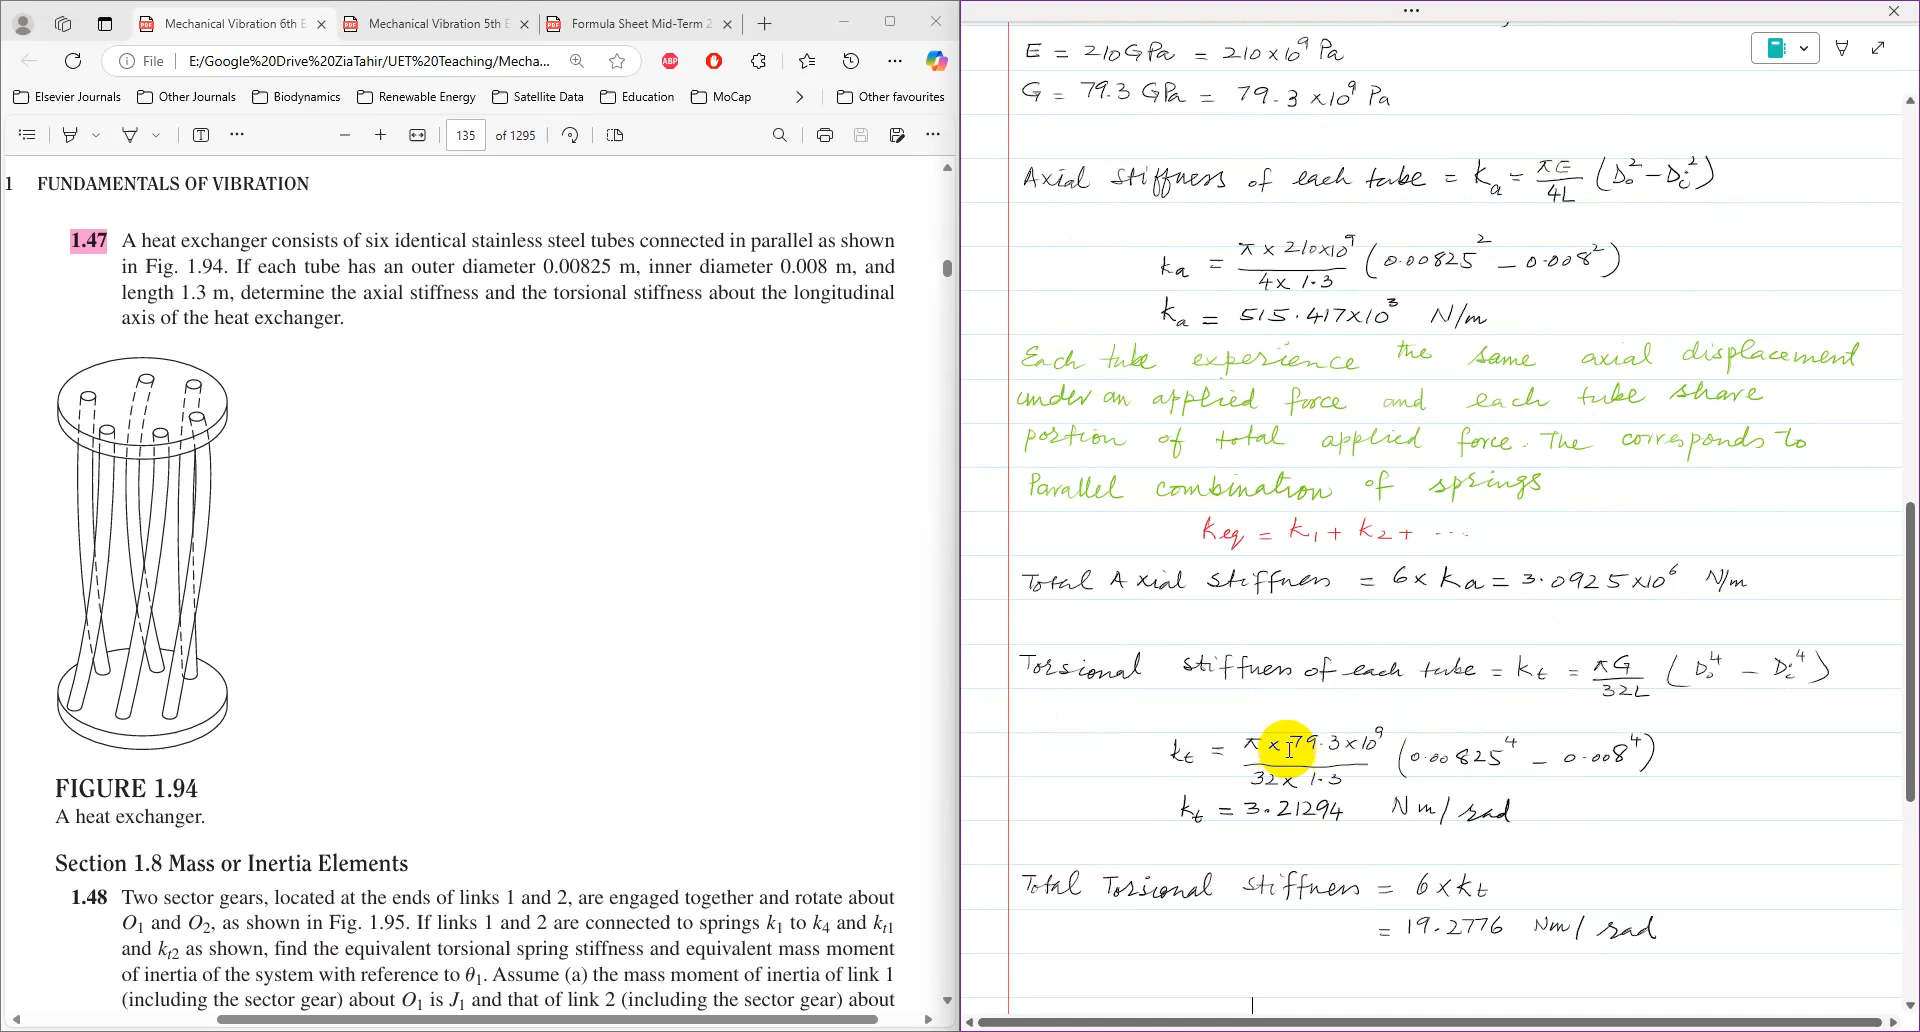 Mechanical Vibration 6th E
Mechanical Vibration 5th E
Formula Sheet Mid-Term 2
File
E:/Google%20Drive%20ZiaTahir/UET%20Teaching/Mecha...
ABP
Elsevier Journals
Other Journals
Biodynamics
Renewable Energy
Satellite Data
Education
MoCap
Other favourites
135 of 1295
1 FUNDAMENTALS OF VIBRATION
1.47 A heat exchanger consists of six identical stainless steel tubes connected in parallel as shown
in Fig. 1.94. If each tube has an outer diameter 0.00825 m, inner diameter 0.008 m, and
length 1.3 m, determine the axial stiffness and the torsional stiffness about the longitudinal
axis of the heat exchanger.
FIGURE 1.94
A heat exchanger.
Section 1.8 Mass or Inertia Elements
1.48 Two sector gears, located at the ends of links 1 and 2, are engaged together and rotate about
O₁ and O₂, as shown in Fig. 1.95. If links 1 and 2 are connected to springs k₁ to k₄ and kₜ₁
and kₜ₂ as shown, find the equivalent torsional spring stiffness and equivalent mass moment
of inertia of the system with reference to θ₁. Assume (a) the mass moment of inertia of link 1
(including the sector gear) about O₁ is J₁ and that of link 2 (including the sector gear) about
E = 210 GPa = 210×10⁹ Pa
G = 79.3 GPa = 79.3×10⁹ Pa
Axial stiffness of each tube = kₐ = πE/4L (Dₒ² − Dᵢ²)
kₐ = π × 210×10⁹ / 4 × 1.3 (0.00825² − 0.008²)
kₐ = 515.417×10³ N/m
Each tube experience the same axial displacement
under an applied force and each tube share
portion of total applied force. The corresponds to
Parallel combination of springs
Keq = K₁ + K₂ + ...
Total Axial stiffness = 6 × kₐ = 3.0925×10⁶ N/m
Torsional stiffness of each tube = kₜ = πG/32L (Dₒ⁴ − Dᵢ⁴)
kₜ = π × 79.3×10⁹ / 32 × 1.3 (0.00825⁴ − 0.008⁴)
kₜ = 3.21294 Nm/rad
Total Torsional stiffness = 6 × kₜ
= 19.2776 Nm/rad